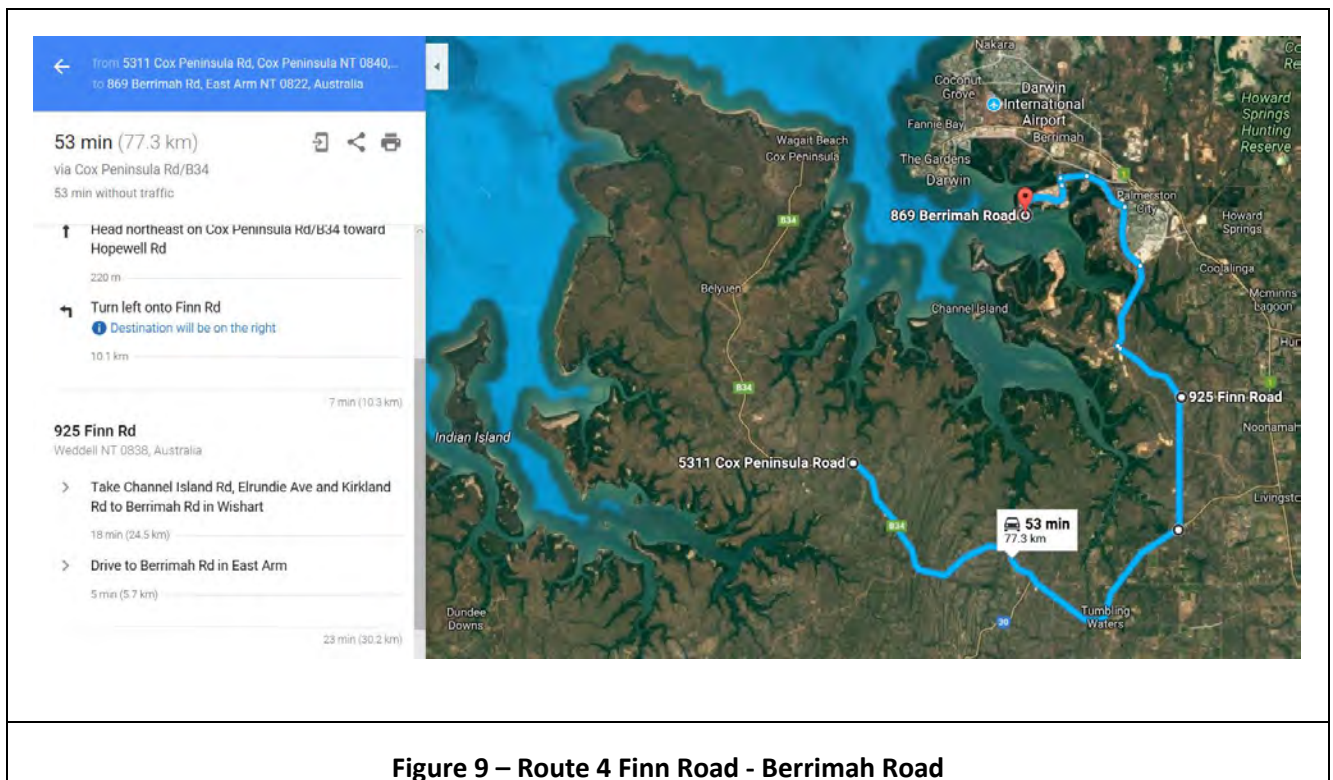 from 5311 Cox Peninsula Rd, Cox Peninsula NT 0840,...
to 869 Berrimah Rd, East Arm NT 0822, Australia
53 min (77.3 km)
via Cox Peninsula Rd/B34
53 min without traffic
Head northeast on Cox Peninsula Rd/B34 toward
Hopewell Rd
220 m
Turn left onto Finn Rd
Destination will be on the right
10.1 km
7 min (10.3 km)
925 Finn Rd
Weddell NT 0838, Australia
Take Channel Island Rd, Elrundie Ave and Kirkland
Rd to Berrimah Rd in Wishart
18 min (24.5 km)
Drive to Berrimah Rd in East Arm
5 min (5.7 km)
23 min (30.2 km)
Nakara
Coconut
Grove
Darwin
International
Airport
Howard
Springs
Hunting
Reserve
Fannie Bay
Berrimah
Wagait Beach
Cox Peninsula
The Gardens
Darwin
1
Palmerston
City
869 Berrimah Road
B34
Howard
Springs
Coolalinga
Belyuen
Mcminns
Lagoon
Channel Island
B34
1
925 Finn Road
Noonamah
Indian Island
5311 Cox Peninsula Road
B34
53 min
77.3 km
Dundee
Downs
30
Tumbling
Waters
Figure 9 – Route 4 Finn Road - Berrimah Road